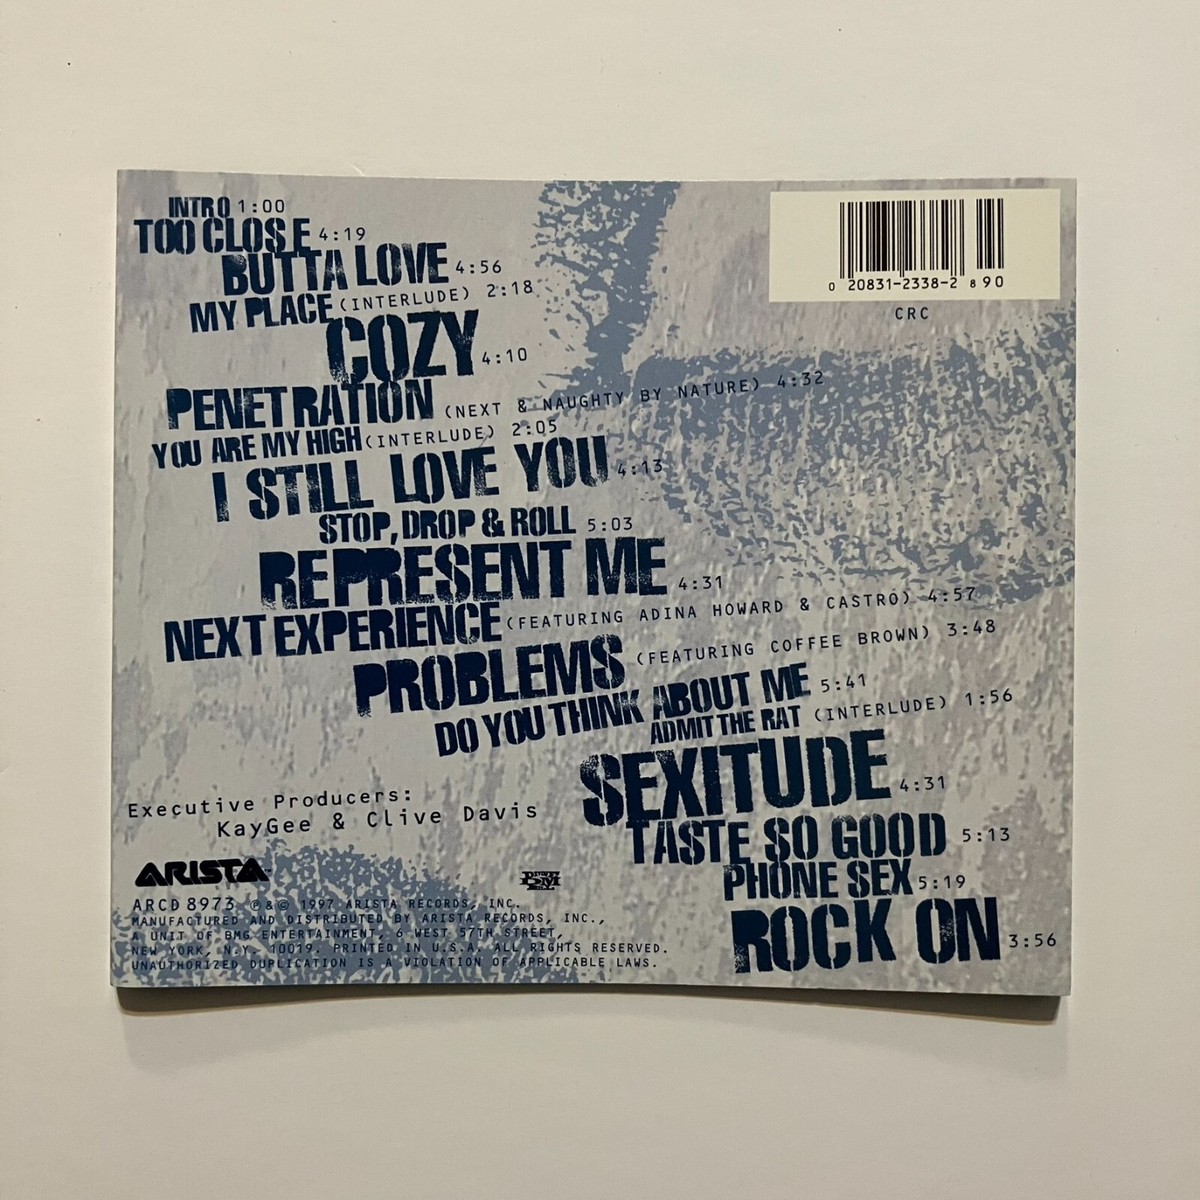 INTRO 1:00
TOO CLOSE 4:19
BUTTA LOVE 4:56
MY PLACE (INTERLUDE) 2:18
COZY 4:10
PENETRATION (NEXT & NAUGHTY BY NATURE) 4:32
YOU ARE MY HIGH (INTERLUDE) 2:05
I STILL LOVE YOU 4:13
STOP, DROP & ROLL 5:03
REPRESENT ME 4:31
NEXT EXPERIENCE (FEATURING ADINA HOWARD & CASTRO) 4:57
PROBLEMS (FEATURING COFFEE BROWN) 3:48
DO YOU THINK ABOUT ME 5:41
ADMIT THE RAT (INTERLUDE) 1:56
SEXITUDE 4:31
TASTE SO GOOD 5:13
PHONE SEX 5:19
ROCK ON 3:56
0 20831-2338-2 8 90
CRC
Executive Producers:
KayGee & Clive Davis
ARISTA
ARCD 8973 ℗&© 1997 ARISTA RECORDS, INC.
MANUFACTURED AND DISTRIBUTED BY ARISTA RECORDS, INC.,
A UNIT OF BMG ENTERTAINMENT, 6 WEST 57TH STREET,
NEW YORK, N.Y. 10019. PRINTED IN U.S.A. ALL RIGHTS RESERVED.
UNAUTHORIZED DUPLICATION IS A VIOLATION OF APPLICABLE LAWS.